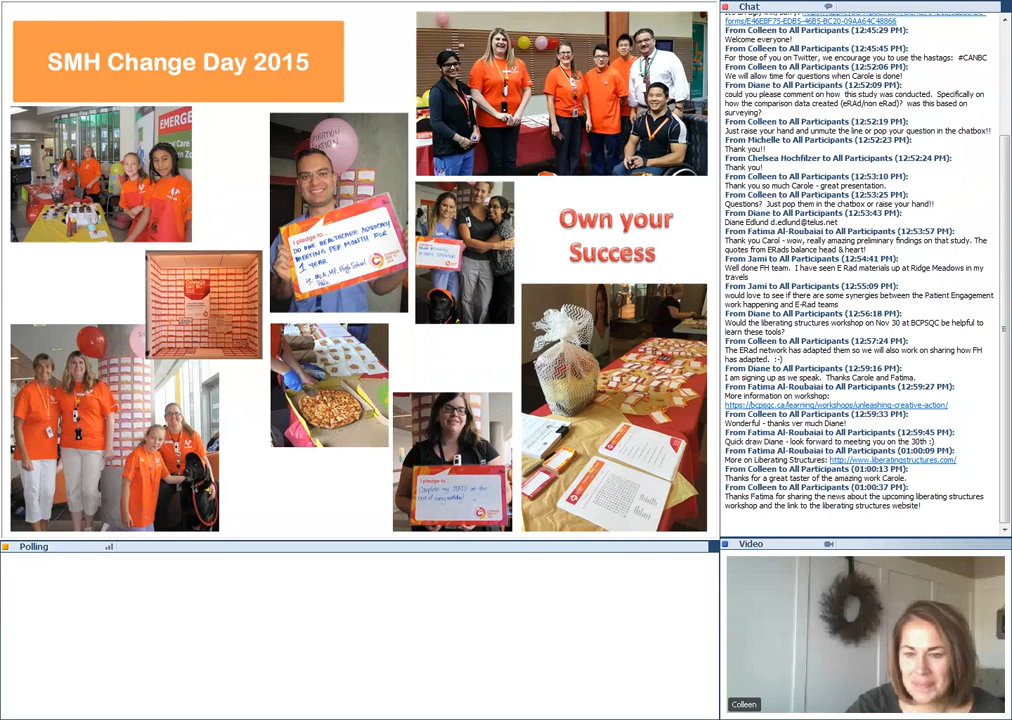 SMH Change Day 2015
EMERGE
I pledge to...
DO ONE HEALTHCARE ADVOCACY
MEETING PER MONTH FOR
1 YEAR
Own your
Success
I pledge to...
Complete my
end of every workday!
Polling
Chat
forms/E46EBF75-EDB5-46B5-BC20-09AA64C48866
From Colleen to All Participants (12:45:29 PM):
Welcome everyone!
From Colleen to All Participants (12:45:45 PM):
For those of you on Twitter, we encourage you to use the hastags: #CANBC
From Colleen to All Participants (12:52:06 PM):
We will allow time for questions when Carole is done!
From Diane to All Participants (12:52:09 PM):
could you please comment on how this study was conducted. Specifically on
how the comparison data created (eRAd/non eRad)? was this based on
surveying?
From Colleen to All Participants (12:52:19 PM):
Just raise your hand and unmute the line or pop your question in the chatbox!!
From Michelle to All Participants (12:52:23 PM):
Thank you!!
From Chelsea Hochfilzer to All Participants (12:52:24 PM):
Thank you!
From Colleen to All Participants (12:53:10 PM):
Thank you so much Carole - great presentation.
From Colleen to All Participants (12:53:25 PM):
Questions? Just pop them in the chatbox or raise your hand!!
From Diane to All Participants (12:53:43 PM):
Diane Edlund d.edlund@telus.net
From Fatima Al-Roubaiai to All Participants (12:53:57 PM):
Thank you Carol - wow, really amazing preliminary findings on that study. The
quotes from ERads balance head & heart!
From Jami to All Participants (12:54:41 PM):
Well done FH team. I have seen E Rad materials up at Ridge Meadows in my
travels
From Jami to All Participants (12:55:09 PM):
would love to see if there are some synergies between the Patient Engagement
work happening and E-Rad teams
From Diane to All Participants (12:56:18 PM):
Would the liberating structures workshop on Nov 30 at BCPSQC be helpful to
learn these tools?
From Colleen to All Participants (12:57:24 PM):
The ERad network has adapted them so we will also work on sharing how FH
has adapted. :-)
From Diane to All Participants (12:59:16 PM):
I am signing up as we speak. Thanks Carole and Fatima.
From Fatima Al-Roubaiai to All Participants (12:59:27 PM):
More information on workshop:
https://bcpsqc.ca/learning/workshops/unleashing-creative-action/
From Colleen to All Participants (12:59:33 PM):
Wonderful - thanks ver much Diane!
From Fatima Al-Roubaiai to All Participants (12:59:45 PM):
Quick draw Diane - look forward to meeting you on the 30th :)
From Fatima Al-Roubaiai to All Participants (01:00:09 PM):
More on Liberating Structures: http://www.liberatingstructures.com/
From Colleen to All Participants (01:00:13 PM):
Thanks for a great taster of the amazing work Carole.
From Colleen to All Participants (01:00:37 PM):
Thanks Fatima for sharing the news about the upcoming liberating structures
workshop and the link to the liberating structures website!
Video
Colleen